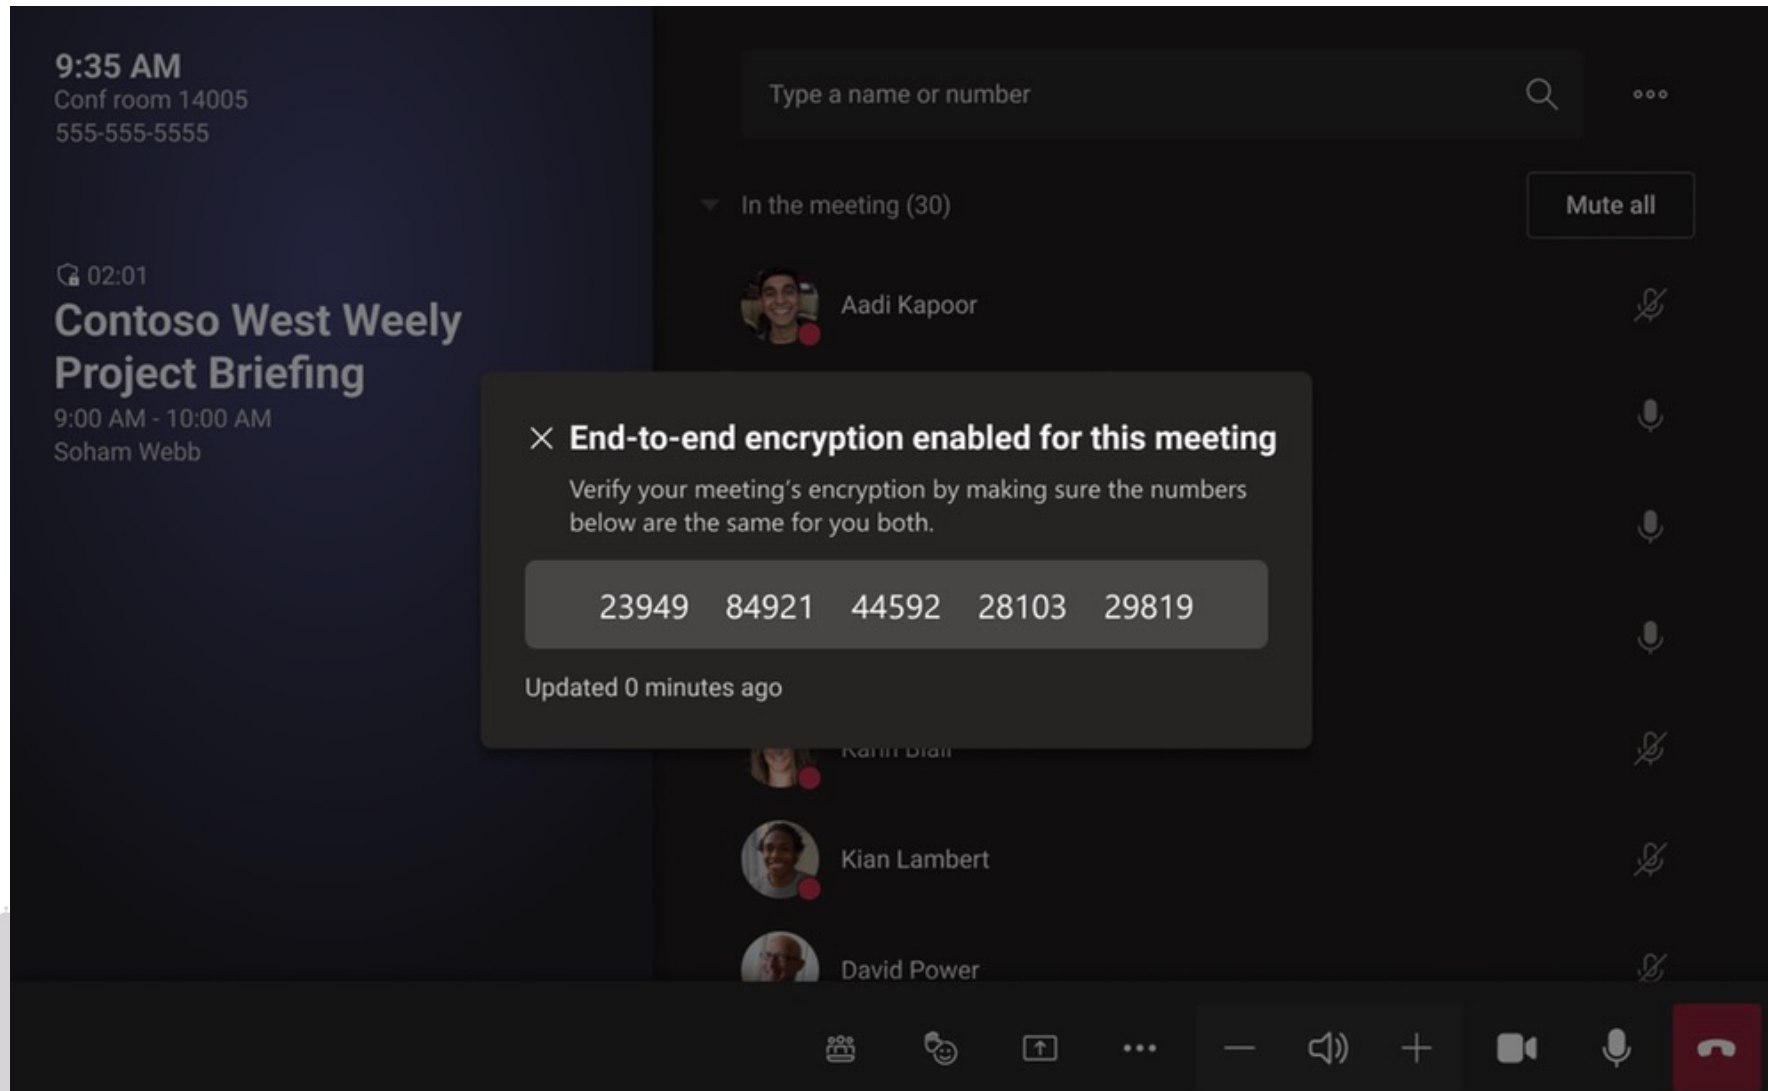 9:35 AM
Conf room 14005
555-555-5555
02:01
Contoso West Weely
Project Briefing
9:00 AM - 10:00 AM
Soham Webb
Type a name or number
In the meeting (30)
Mute all
Aadi Kapoor
End-to-end encryption enabled for this meeting
Verify your meeting's encryption by making sure the numbers
below are the same for you both.
23949 84921 44592 28103 29819
Updated 0 minutes ago
Karin Blair
Kian Lambert
David Power